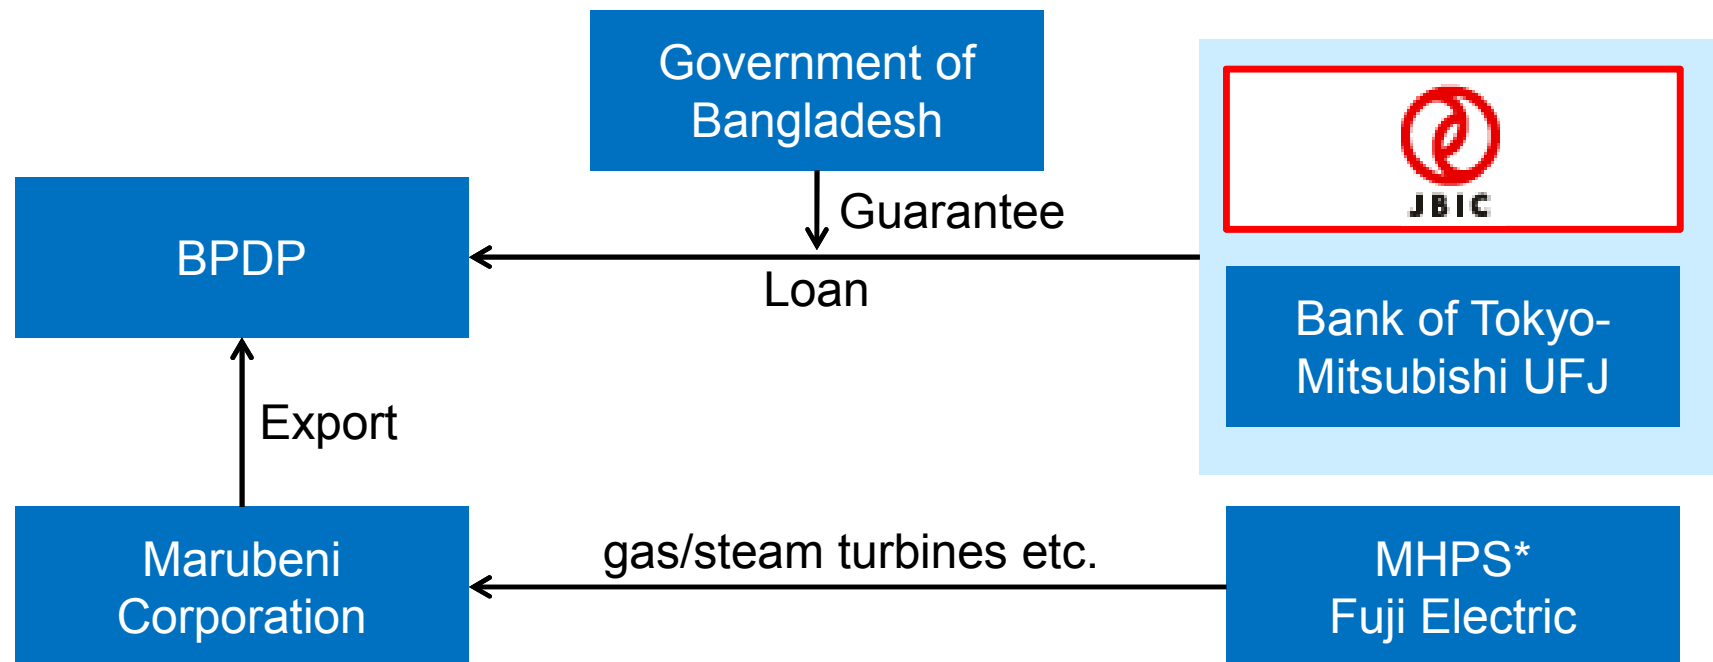 Government of
Bangladesh
JBIC
BPDP
Guarantee
Loan
Bank of Tokyo-
Mitsubishi UFJ
Export
Marubeni
Corporation
gas/steam turbines etc.
MHPS*
Fuji Electric